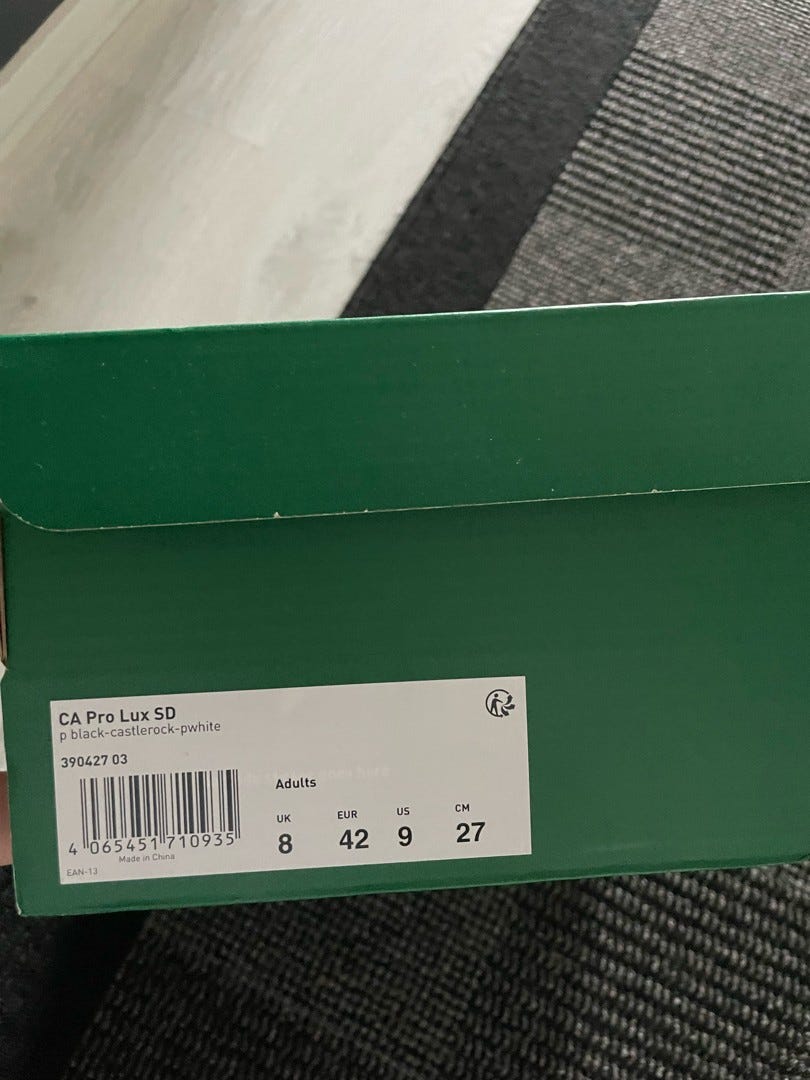 CA Pro Lux SD
p black-castlerock-pwhite
390427 03
Adults
UK EUR US CM
8 42 9 27
4 065451 710935
Made in China
EAN-13